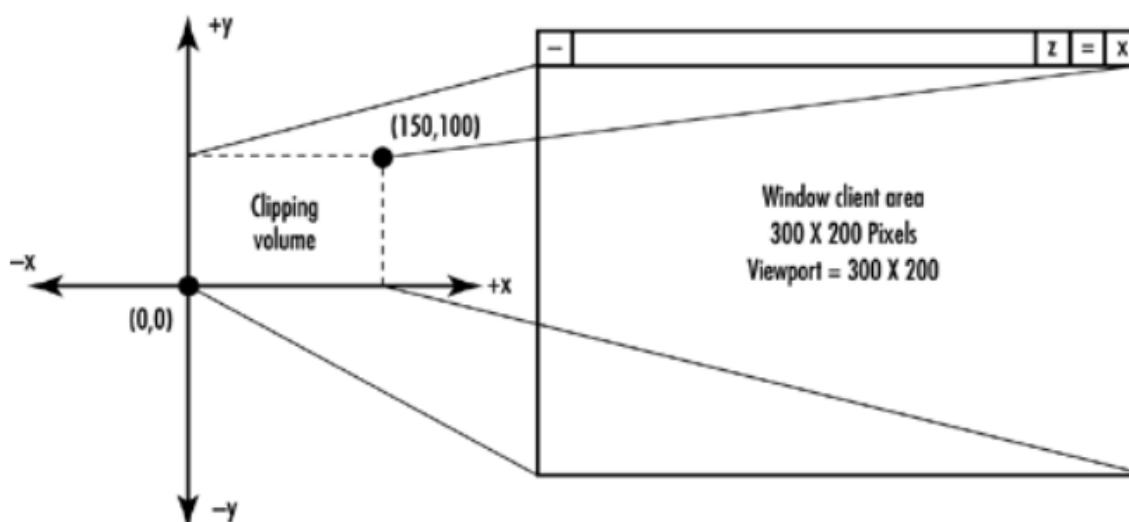 +y
– z = x
(150,100)
Clipping
volume
Window client area
300 X 200 Pixels
Viewport = 300 X 200
–x
+x
(0,0)
–y